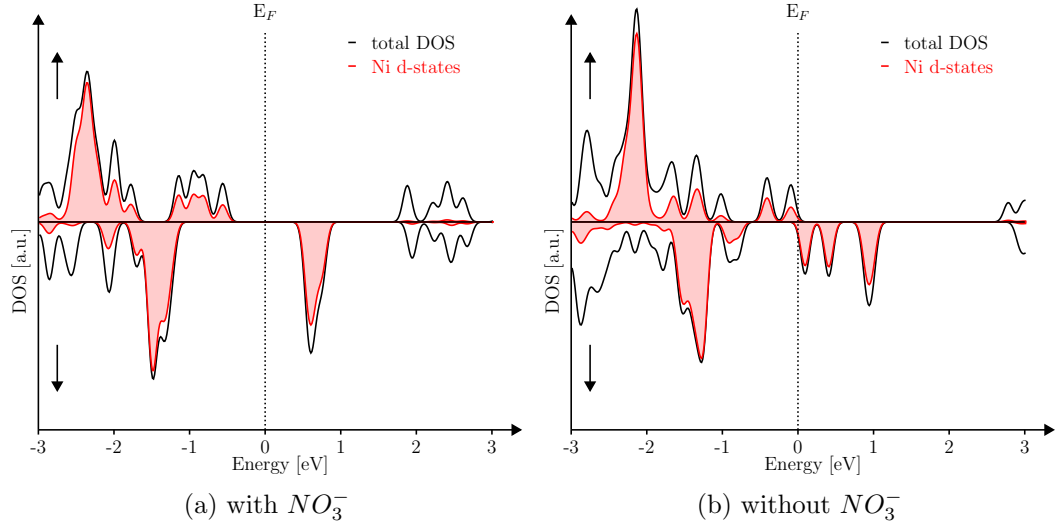 E_F
total DOS
Ni d-states
DOS [a.u.]
-3 -2 -1 0 1 2 3
Energy [eV]
(a) with NO_3^-
E_F
total DOS
Ni d-states
DOS [a.u.]
-3 -2 -1 0 1 2 3
Energy [eV]
(b) without NO_3^-